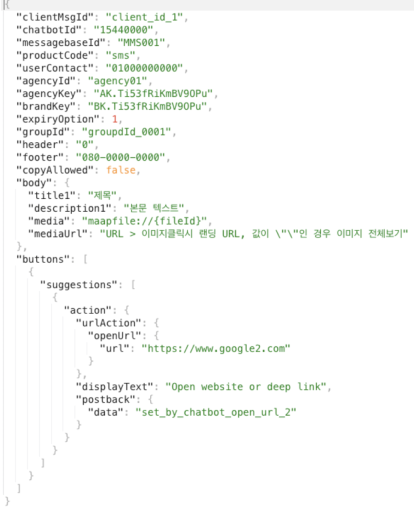 {
"clientMsgId": "client_id_1",
"chatbotId": "15440000",
"messagebaseId": "MMS001",
"productCode": "sms",
"userContact": "01000000000",
"agencyId": "agency01",
"agencyKey": "AK.Ti53fRiKmBV9OPu",
"brandKey": "BK.Ti53fRiKmBV9OPu",
"expiryOption": 1,
"groupId": "groupdId_0001",
"header": "0",
"footer": "080-0000-0000",
"copyAllowed": false,
"body": {
"title1": "제목",
"description1": "본문 텍스트",
"media": "maapfile://{fileId}",
"mediaUrl": "URL > 이미지클릭시 랜딩 URL, 값이 \"\"인 경우 이미지 전체보기"
},
"buttons": [
{
"suggestions": [
{
"action": {
"urlAction": {
"openUrl": {
"url": "https://www.google2.com"
}
},
"displayText": "Open website or deep link",
"postback": {
"data": "set_by_chatbot_open_url_2"
}
}
}
]
}
]
}